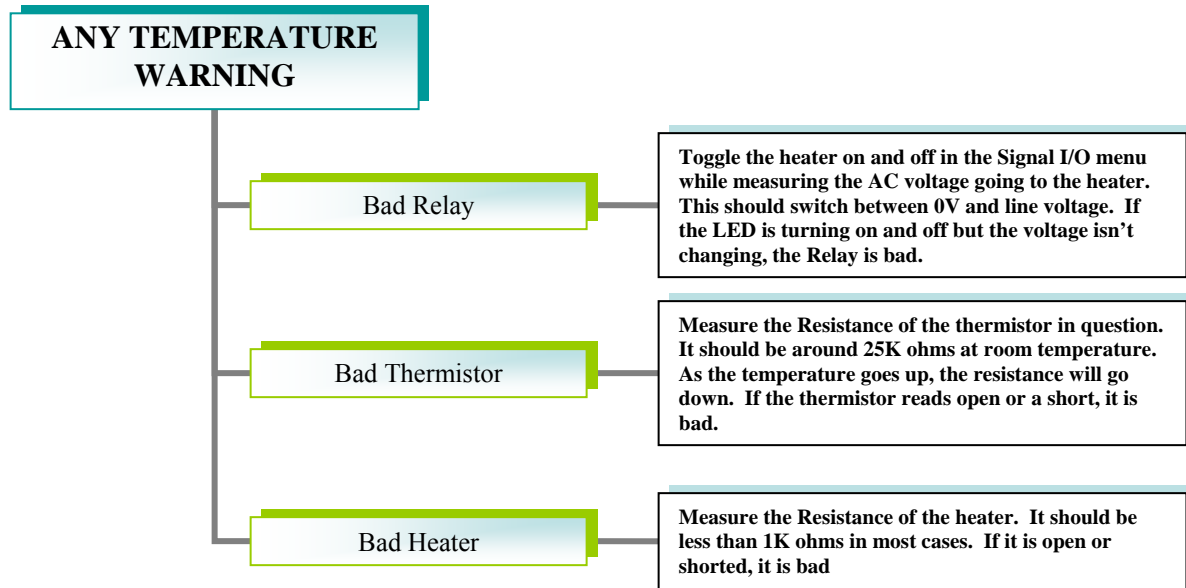 ANY TEMPERATURE
WARNING
Bad Relay
Toggle the heater on and off in the Signal I/O menu
while measuring the AC voltage going to the heater.
This should switch between 0V and line voltage.  If
the LED is turning on and off but the voltage isn’t
changing, the Relay is bad.
Bad Thermistor
Measure the Resistance of the thermistor in question.
It should be around 25K ohms at room temperature.
As the temperature goes up, the resistance will go
down.  If the thermistor reads open or a short, it is
bad.
Bad Heater
Measure the Resistance of the heater.  It should be
less than 1K ohms in most cases.  If it is open or
shorted, it is bad